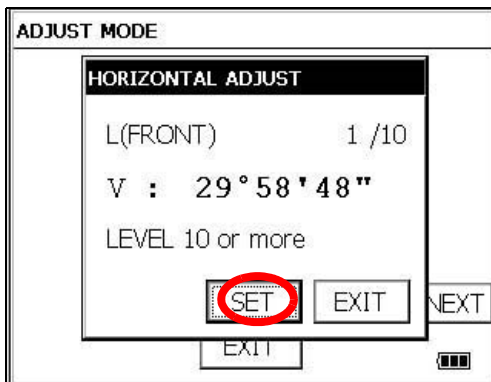 ADJUST MODE
HORIZONTAL ADJUST
L(FRONT) 1 /10
V : 29°58'48"
LEVEL 10 or more
SET EXIT
NEXT
EXIT